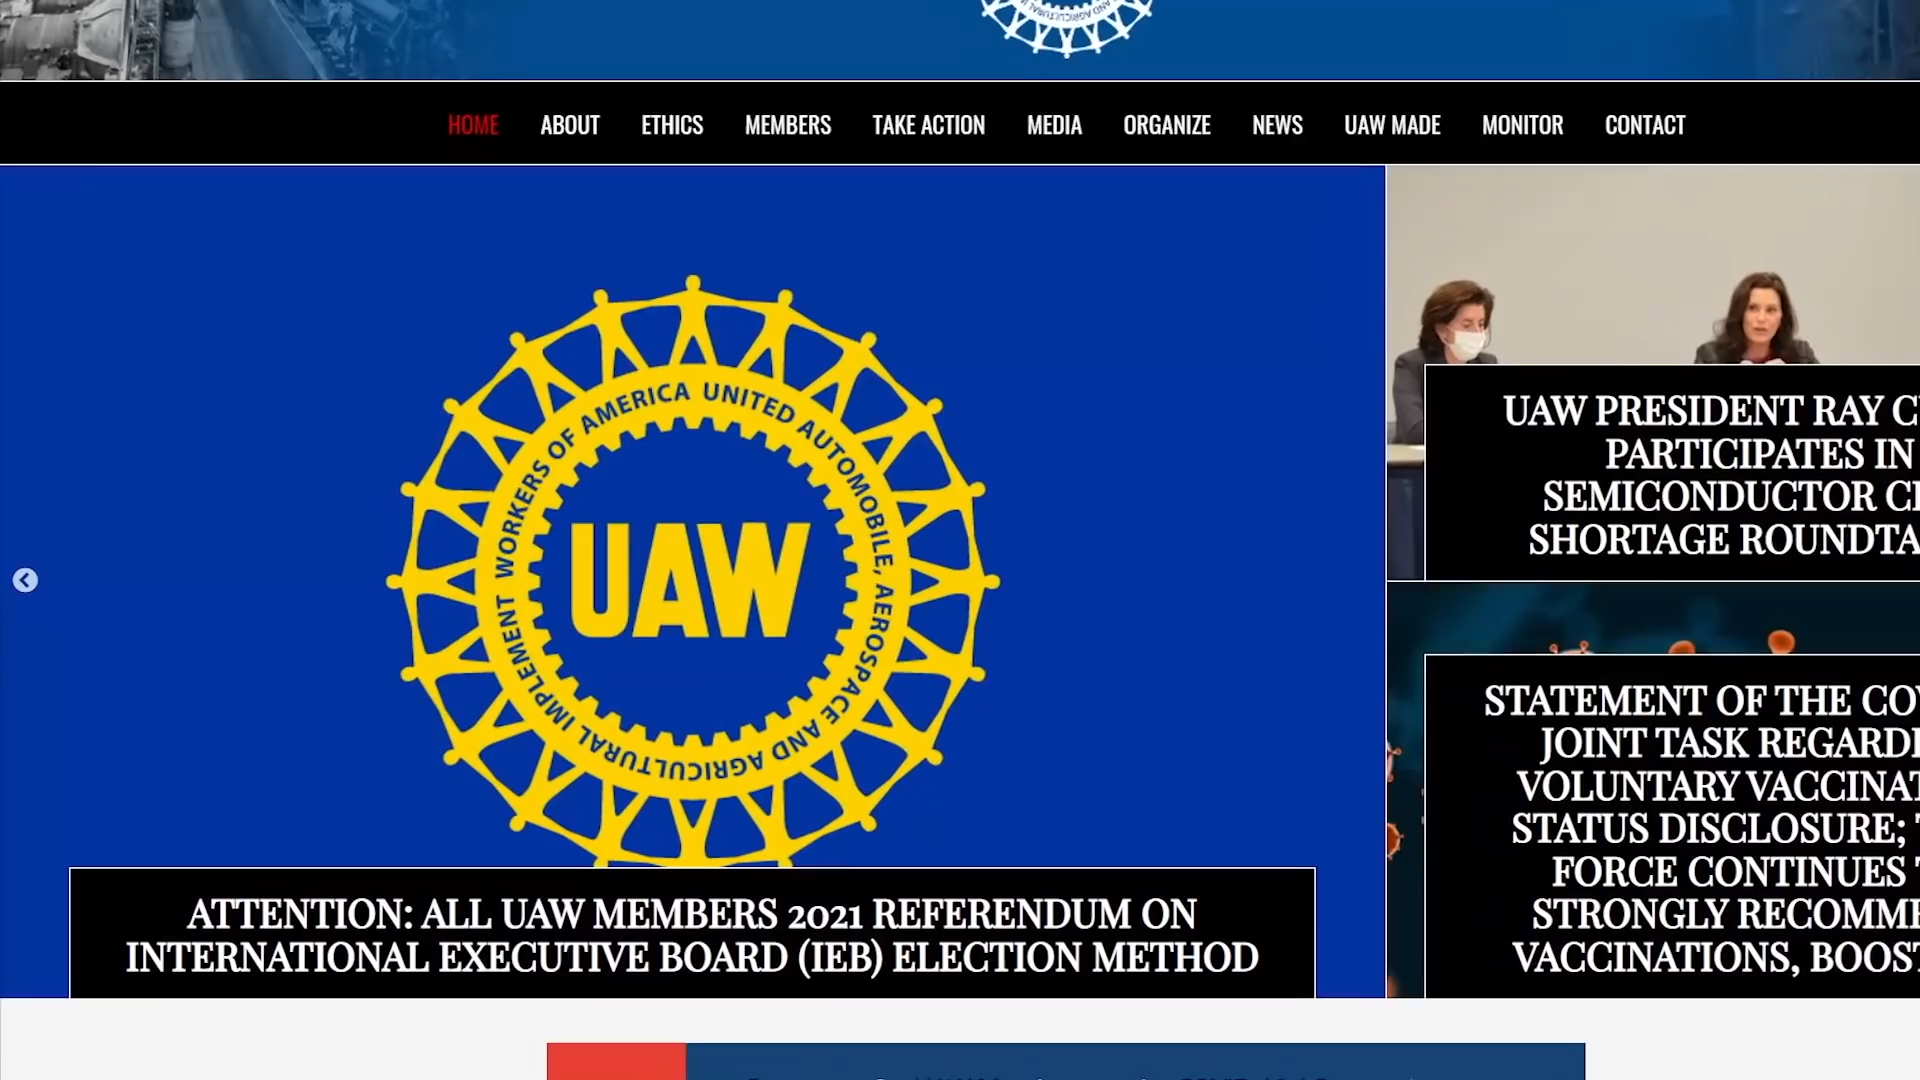 AND AGRICULTURAL
HOME ABOUT ETHICS MEMBERS TAKE ACTION MEDIA ORGANIZE NEWS UAW MADE MONITOR CONTACT
UNITED AUTOMOBILE, AEROSPACE AND AGRICULTURAL IMPLEMENT WORKERS OF AMERICA
UAW
ATTENTION: ALL UAW MEMBERS 2021 REFERENDUM ON
INTERNATIONAL EXECUTIVE BOARD (IEB) ELECTION METHOD
UAW PRESIDENT RAY
PARTICIPATES IN
SEMICONDUCTOR
SHORTAGE
STATEMENT OF THE
JOINT TASK
VOLUNTARY
STATUS DISCLOSURE;
FORCE CONTINUES
STRONGLY
VACCINATIONS,